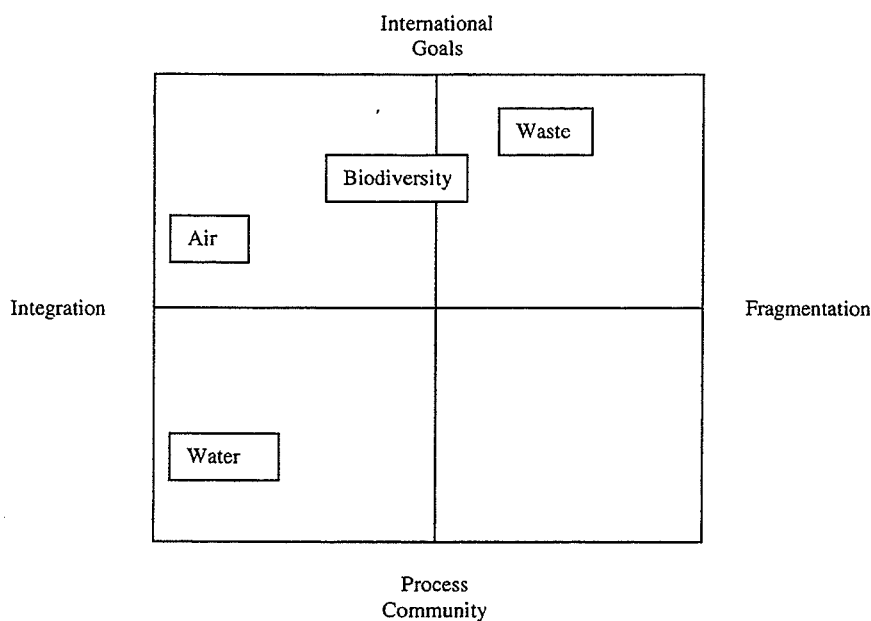 International
Goals
Waste
Biodiversity
Air
Integration
Fragmentation
Water
Process
Community